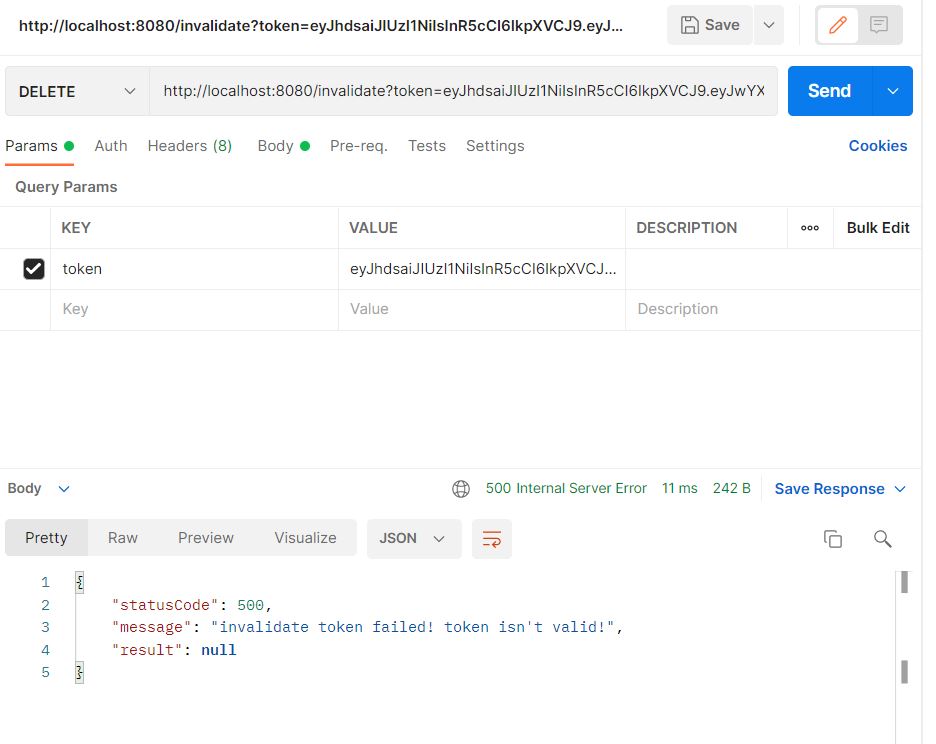 http://localhost:8080/invalidate?token=eyJhdsaiJIUzI1NiIsInR5cCI6IkpXVCJ9.eyJ...
Save
DELETE http://localhost:8080/invalidate?token=eyJhdsaiJIUzI1NiIsInR5cCI6IkpXVCJ9.eyJwYX
Send
Params Auth Headers (8) Body Pre-req. Tests Settings Cookies
Query Params
KEY VALUE DESCRIPTION ooo Bulk Edit
token eyJhdsaiJIUzI1NiIsInR5cCI6IkpXVCJ...
Key Value Description
Body 500 Internal Server Error 11 ms 242 B Save Response
Pretty Raw Preview Visualize JSON
1 {
2 "statusCode": 500,
3 "message": "invalidate token failed! token isn't valid!",
4 "result": null
5 }